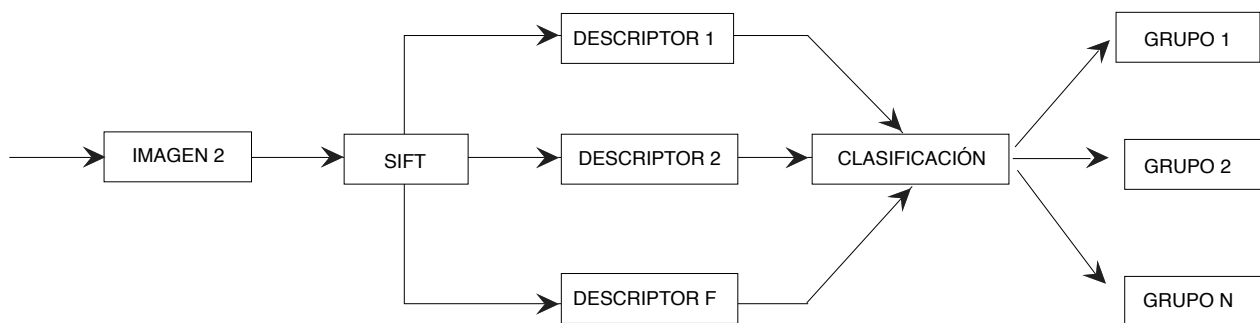 DESCRIPTOR 1
GRUPO 1
IMAGEN 2
SIFT
DESCRIPTOR 2
CLASIFICACIÓN
GRUPO 2
DESCRIPTOR F
GRUPO N